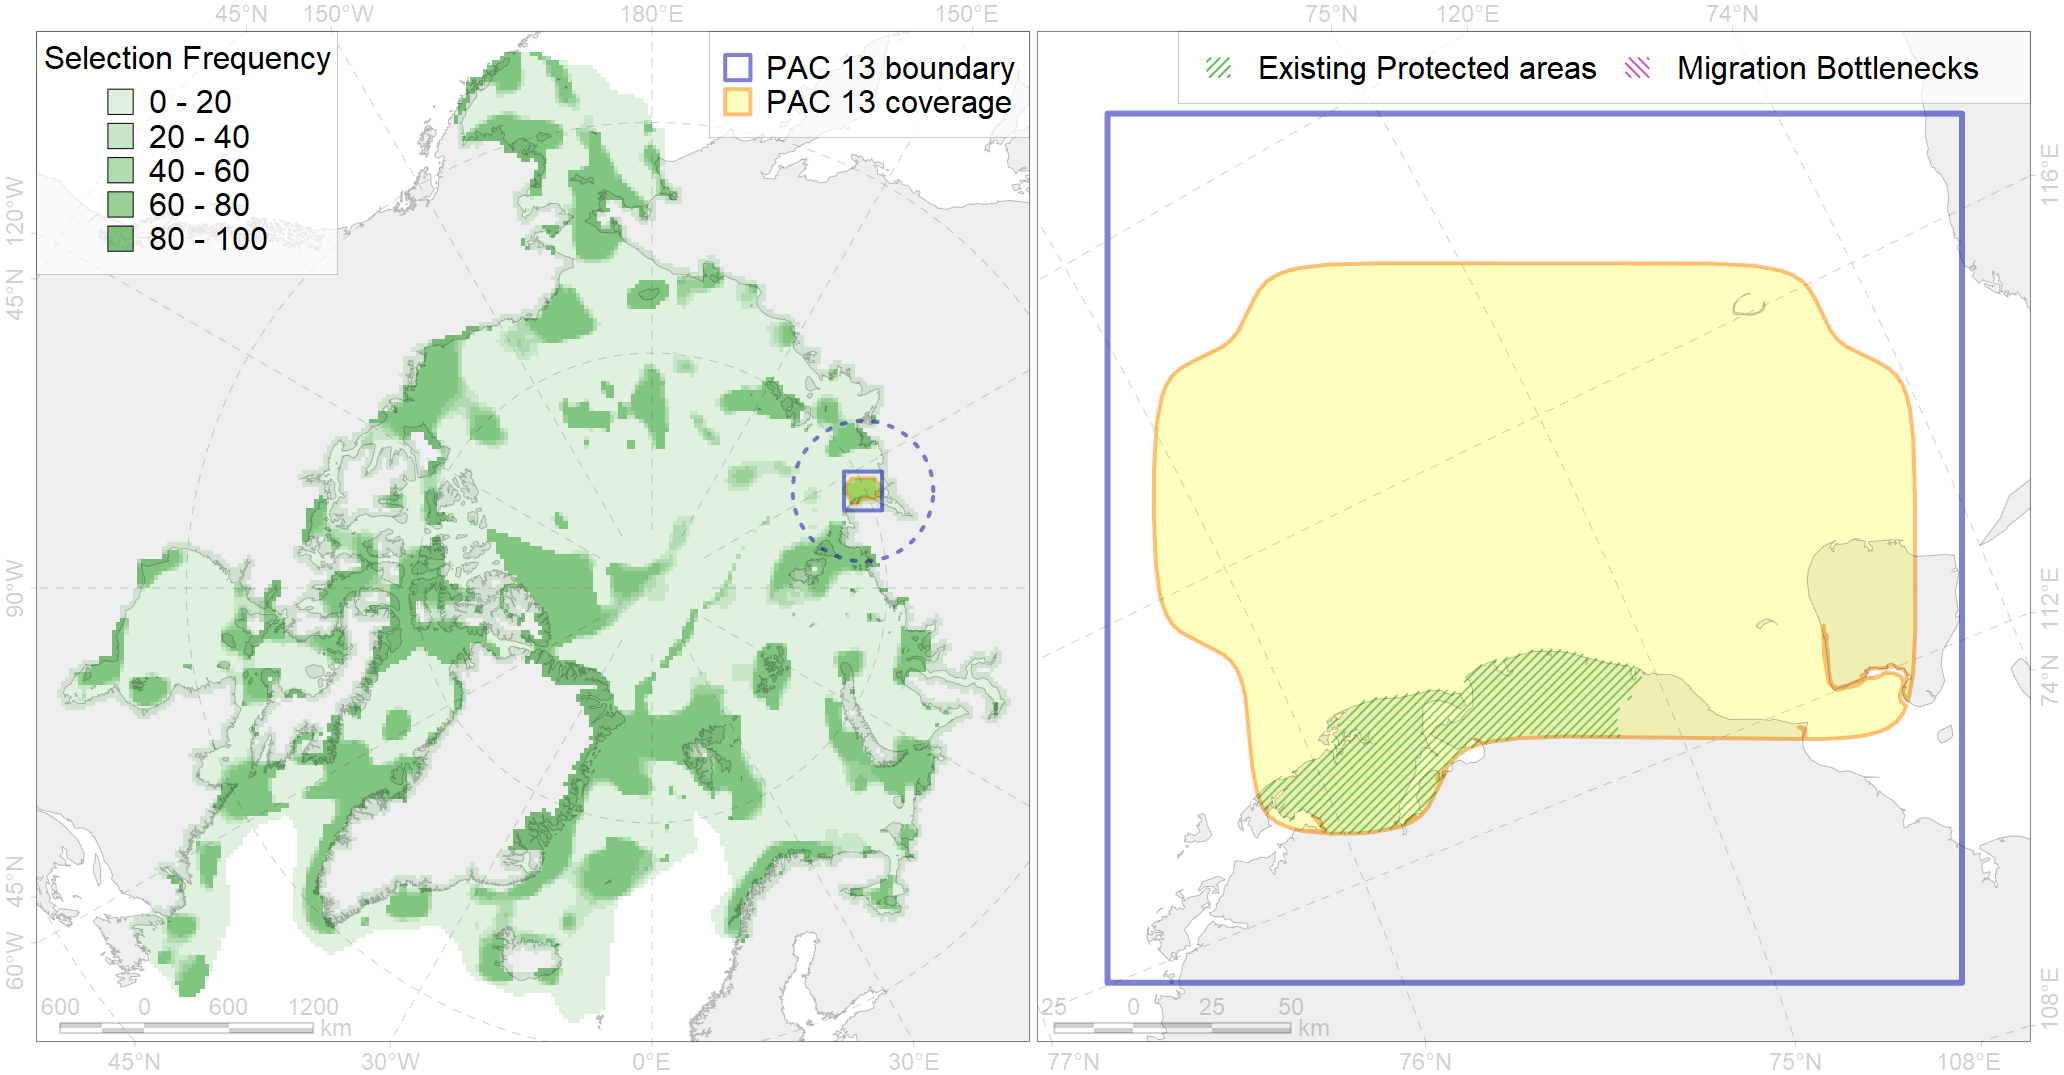 45°N 150°W 180°E 150°E 75°N 120°E 74°N
Selection Frequency
0 - 20
20 - 40
40 - 60
60 - 80
80 - 100
PAC 13 boundary
PAC 13 coverage
Existing Protected areas Migration Bottlenecks
120°W
45°N
90°W
45°N
60°W
116°E
112°E
74°N
108°E
600 0 600 1200
km
25 0 25 50
km
45°N 30°W 0°E 30°E 77°N 76°N 75°N 108°E